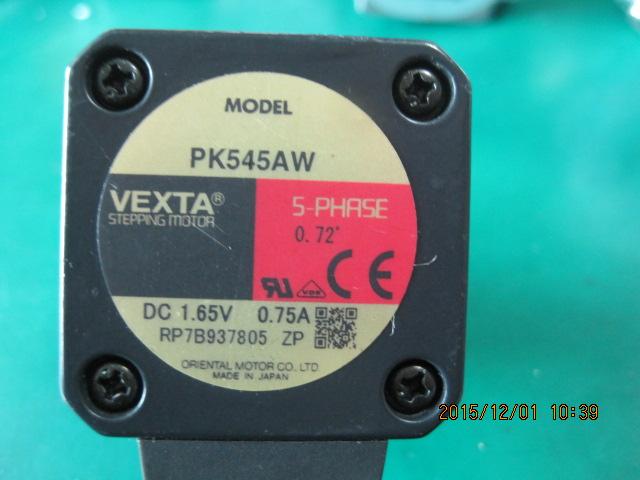 MODEL
PK545AW
VEXTA®
STEPPING MOTOR
5-PHASE
0.72°
VDE
CE
DC 1.65V 0.75A
RP7B937805 ZP
ORIENTAL MOTOR CO. LTD.
MADE IN JAPAN
2015/12/01 10:39